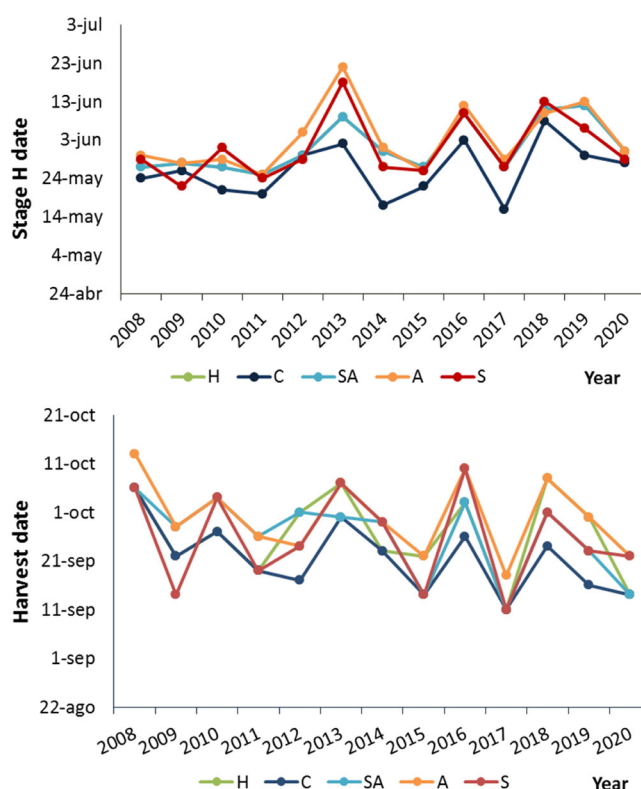 3-jul
23-jun
13-jun
3-jun
24-may
14-may
4-may
24-abr
Stage H date
2008 2009 2010 2011 2012 2013 2014 2015 2016 2017 2018 2019 2020
H C SA A S Year
21-oct
11-oct
1-oct
21-sep
11-sep
1-sep
22-ago
Harvest date
2008 2009 2010 2011 2012 2013 2014 2015 2016 2017 2018 2019 2020
H C SA A S Year